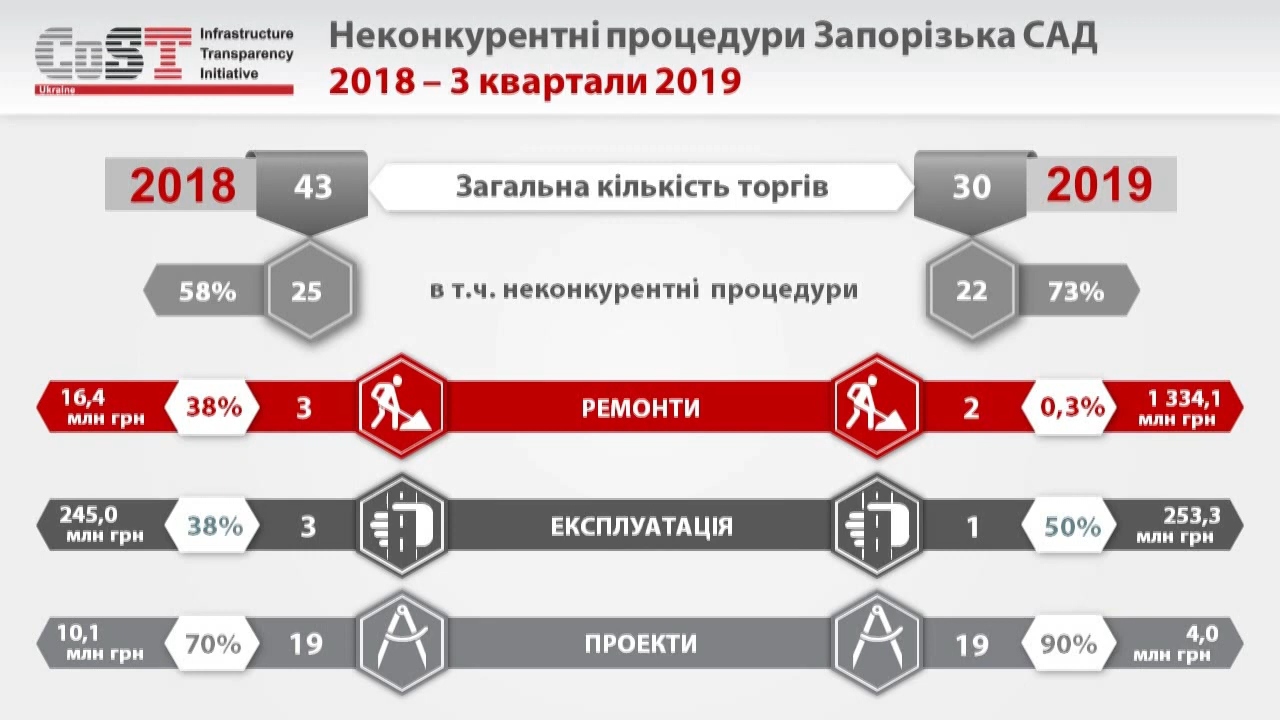 CoST
Infrastructure
Transparency
Initiative
Ukraine
Неконкурентні процедури Запорізька САД
2018 – 3 квартали 2019
2018 43 Загальна кількість торгів 30 2019
58% 25 в т.ч. неконкурентні процедури 22 73%
16,4
млн грн
38% 3 РЕМОНТИ 2 0,3%
1 334,1
млн грн
245,0
млн грн
38% 3 ЕКСПЛУАТАЦІЯ 1 50%
253,3
млн грн
10,1
млн грн
70% 19 ПРОЕКТИ 19 90%
4,0
млн грн